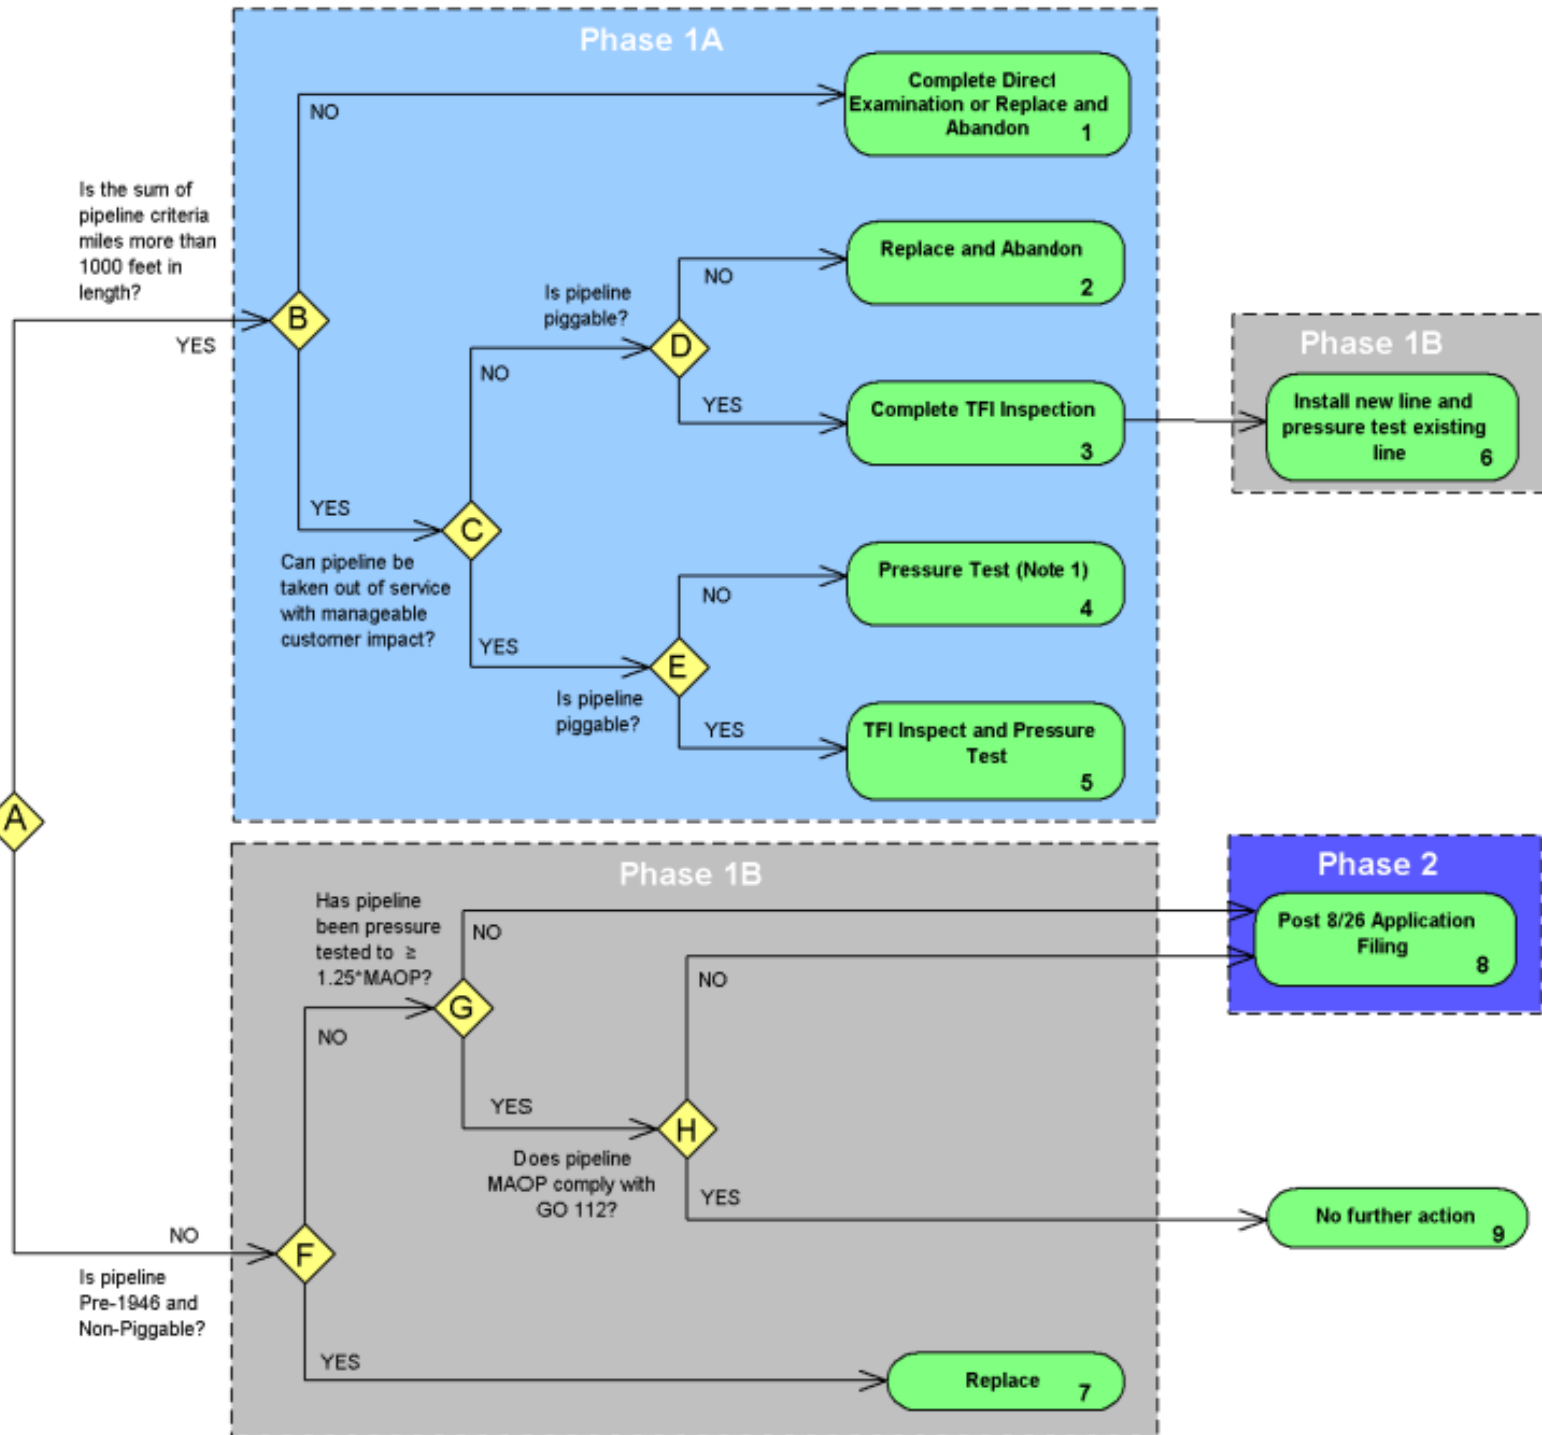 Phase 1A
Complete Direct
Examination or Replace and
Abandon
1
NO
Is the sum of
pipeline criteria
miles more than
1000 feet in
length?
B
YES
Replace and Abandon
2
NO
Is pipeline
piggable?
D
YES
Complete TFI Inspection
3
NO
Phase 1B
Install new line and
pressure test existing
line
6
YES
C
Can pipeline be
taken out of service
with manageable
customer impact?
Pressure Test (Note 1)
4
NO
YES
E
Is pipeline
piggable?
YES
TFI Inspect and Pressure
Test
5
A
Phase 1B
Has pipeline
been pressure
tested to ≥
1.25*MAOP?
NO
G
NO
Phase 2
Post 8/26 Application
Filing
8
NO
YES
H
Does pipeline
MAOP comply with
GO 112?
YES
No further action
9
NO
F
Is pipeline
Pre-1946 and
Non-Piggable?
YES
Replace
7